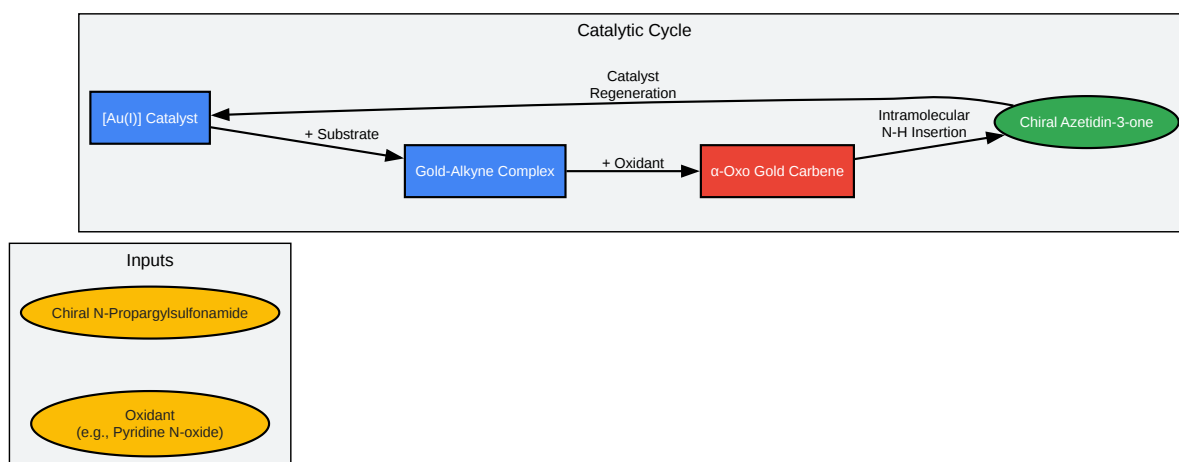 Catalytic Cycle
Catalyst
Regeneration
[Au(I)] Catalyst
+ Substrate
Gold-Alkyne Complex
+ Oxidant
α-Oxo Gold Carbene
Intramolecular
N-H Insertion
Chiral Azetidin-3-one
Inputs
Chiral N-Propargylsulfonamide
Oxidant
(e.g., Pyridine N-oxide)